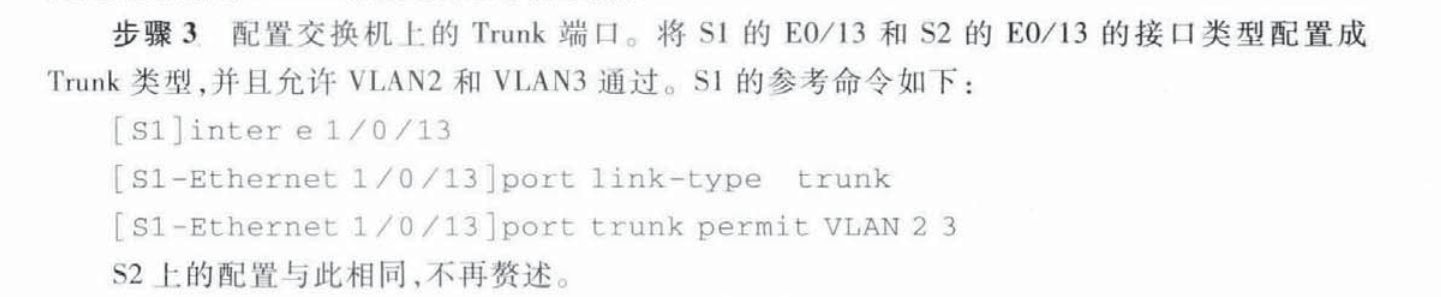 步骤 3 配置交换机上的 Trunk 端口。将 S1 的 E0/13 和 S2 的 E0/13 的接口类型配置成
Trunk 类型,并且允许 VLAN2 和 VLAN3 通过。S1 的参考命令如下:
[S1]inter e 1/0/13
[S1-Ethernet 1/0/13]port link-type trunk
[S1-Ethernet 1/0/13]port trunk permit VLAN 2 3
S2 上的配置与此相同,不再赘述。